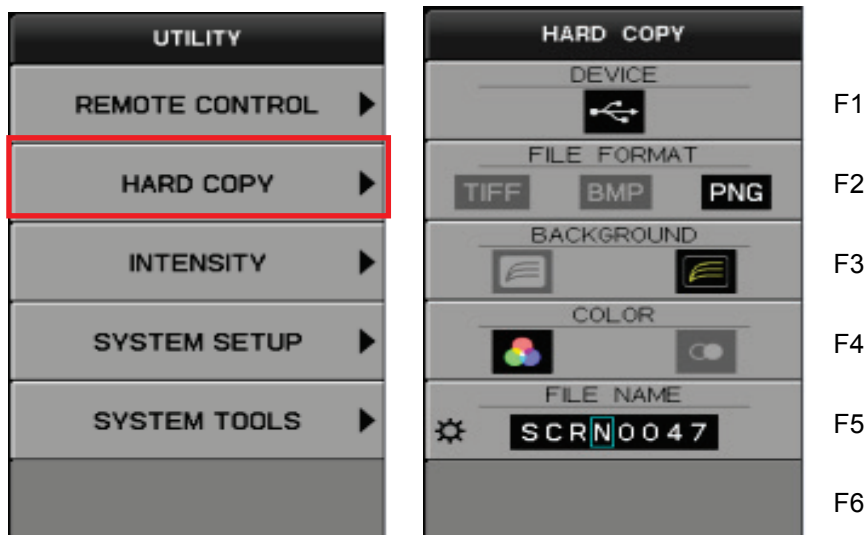 UTILITY
REMOTE CONTROL
HARD COPY
INTENSITY
SYSTEM SETUP
SYSTEM TOOLS
HARD COPY
DEVICE
F1
FILE FORMAT
TIFF BMP PNG
F2
BACKGROUND
F3
COLOR
F4
FILE NAME
SCRN0047
F5
F6